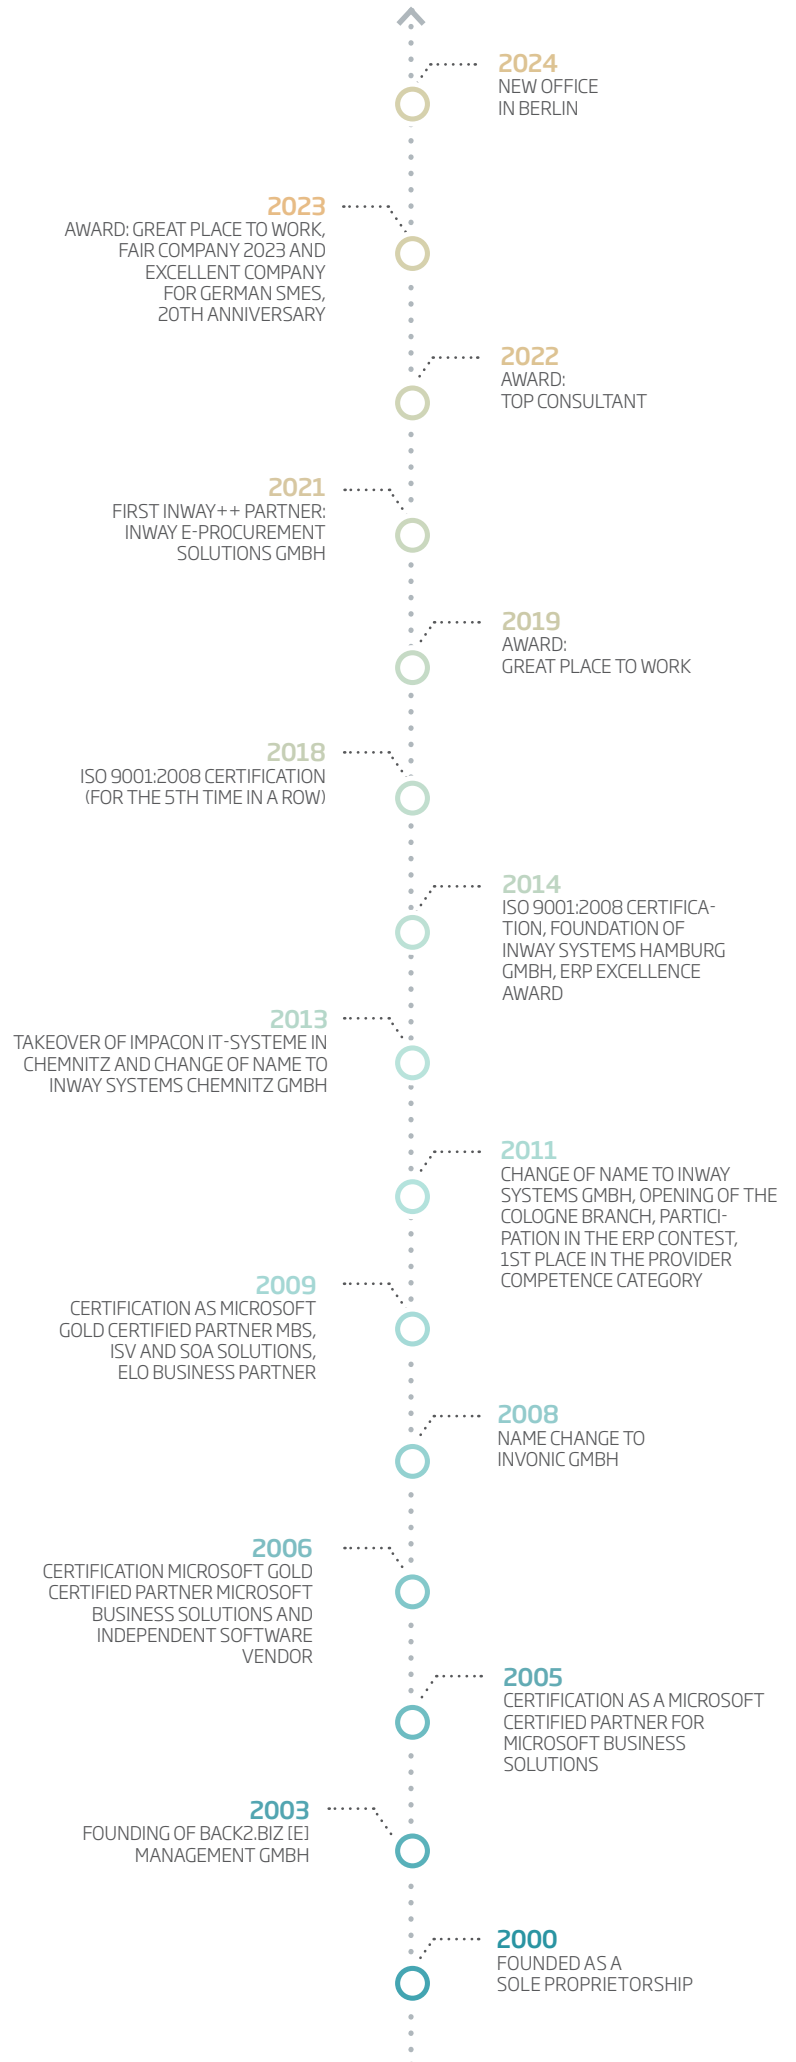 2024
NEW OFFICE
IN BERLIN
2023
AWARD: GREAT PLACE TO WORK,
FAIR COMPANY 2023 AND
EXCELLENT COMPANY
FOR GERMAN SMES,
20TH ANNIVERSARY
2022
AWARD:
TOP CONSULTANT
2021
FIRST INWAY++ PARTNER:
INWAY E-PROCUREMENT
SOLUTIONS GMBH
2019
AWARD:
GREAT PLACE TO WORK
2018
ISO 9001:2008 CERTIFICATION
(FOR THE 5TH TIME IN A ROW)
2014
ISO 9001:2008 CERTIFICA-
TION, FOUNDATION OF
INWAY SYSTEMS HAMBURG
GMBH, ERP EXCELLENCE
AWARD
2013
TAKEOVER OF IMPACON IT-SYSTEME IN
CHEMNITZ AND CHANGE OF NAME TO
INWAY SYSTEMS CHEMNITZ GMBH
2011
CHANGE OF NAME TO INWAY
SYSTEMS GMBH, OPENING OF THE
COLOGNE BRANCH, PARTICI-
PATION IN THE ERP CONTEST,
1ST PLACE IN THE PROVIDER
COMPETENCE CATEGORY
2009
CERTIFICATION AS MICROSOFT
GOLD CERTIFIED PARTNER MBS,
ISV AND SOA SOLUTIONS,
ELO BUSINESS PARTNER
2008
NAME CHANGE TO
INVONIC GMBH
2006
CERTIFICATION MICROSOFT GOLD
CERTIFIED PARTNER MICROSOFT
BUSINESS SOLUTIONS AND
INDEPENDENT SOFTWARE
VENDOR
2005
CERTIFICATION AS A MICROSOFT
CERTIFIED PARTNER FOR
MICROSOFT BUSINESS
SOLUTIONS
2003
FOUNDING OF BACK2.BIZ [E]
MANAGEMENT GMBH
2000
FOUNDED AS A
SOLE PROPRIETORSHIP